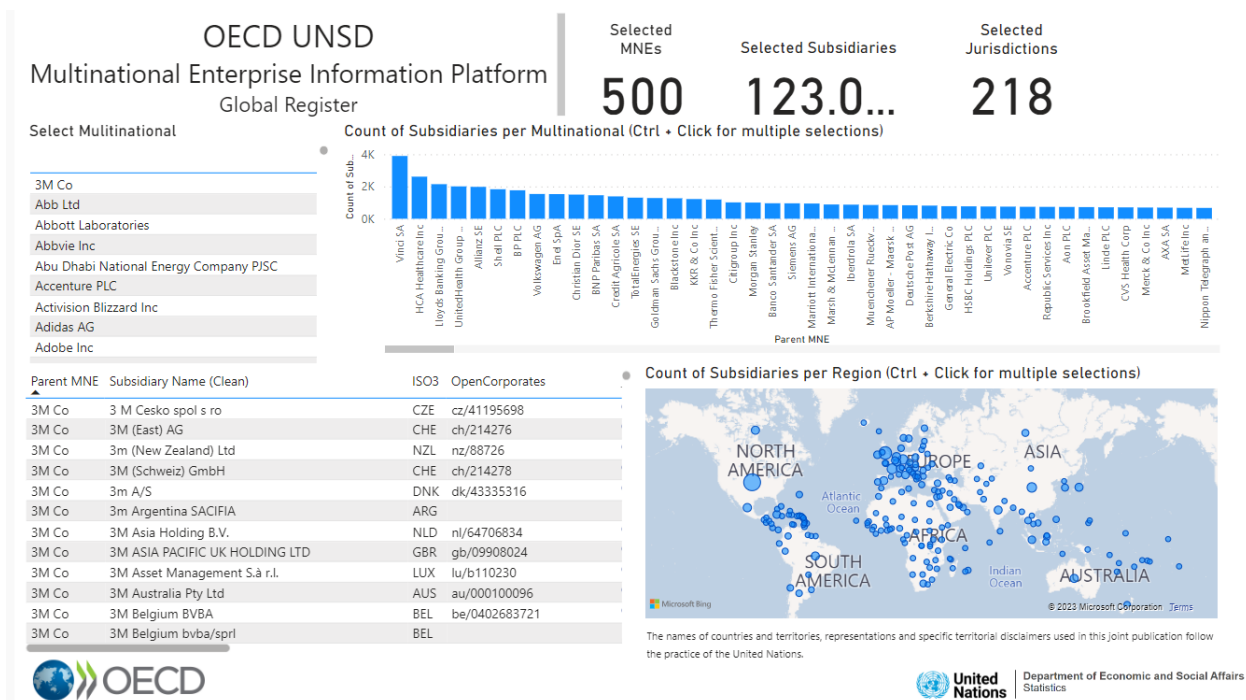 OECD UNSD
Multinational Enterprise Information Platform
Global Register
Selected
MNEs
500
Selected Subsidiaries
123.0...
Selected
Jurisdictions
218
Select Mulitinational
3M Co
Abb Ltd
Abbott Laboratories
Abbvie Inc
Abu Dhabi National Energy Company PJSC
Accenture PLC
Activision Blizzard Inc
Adidas AG
Adobe Inc
Count of Subsidiaries per Multinational (Ctrl + Click for multiple selections)
Count of Sub...
4K
2K
0K
Vinci SA
HCA Healthcare Inc
Lloyds Banking Grou...
UnitedHealth Group ...
Allianz SE
Shell PLC
BP PLC
Volkswagen AG
Enel SpA
Christian Dior SE
BNP Paribas SA
Credit Agricole SA
TotalEnergies SE
Goldman Sachs Grou...
Blackstone Inc
KKR & Co Inc
Thermo Fisher Scient...
Citigroup Inc
Morgan Stanley
Banco Santander SA
Siemens AG
Marriott Internationa...
Marsh & McLennan ...
Iberdrola SA
Muenchener Rueckv...
AP Moeller - Maersk ...
Deutsche Post AG
Berkshire Hathaway I...
General Electric Co
HSBC Holdings PLC
Unilever PLC
Vonovia SE
Accenture PLC
Republic Services Inc
Aon PLC
Brookfield Asset Ma...
Linde PLC
CVS Health Corp
Merck & Co Inc
AXA SA
MetLife Inc
Nippon Telegraph an...
Parent MNE
Parent MNE Subsidiary Name (Clean) ISO3 OpenCorporates
3M Co 3 M Cesko spol s ro CZE cz/41195698
3M Co 3M (East) AG CHE ch/214276
3M Co 3m (New Zealand) Ltd NZL nz/88726
3M Co 3M (Schweiz) GmbH CHE ch/214278
3M Co 3m A/S DNK dk/43335316
3M Co 3m Argentina SACIFIA ARG
3M Co 3M Asia Holding B.V. NLD nl/64706834
3M Co 3M ASIA PACIFIC UK HOLDING LTD GBR gb/09908024
3M Co 3M Asset Management S.à r.l. LUX lu/b110230
3M Co 3M Australia Pty Ltd AUS au/000100096
3M Co 3M Belgium BVBA BEL be/0402683721
3M Co 3M Belgium bvba/sprl BEL
Count of Subsidiaries per Region (Ctrl + Click for multiple selections)
NORTH
AMERICA
EUROPE
ASIA
Atlantic
Ocean
AFRICA
SOUTH
AMERICA
Indian
Ocean
AUSTRALIA
Microsoft Bing
© 2023 Microsoft Corporation Terms
The names of countries and territories, representations and specific territorial disclaimers used in this joint publication follow
the practice of the United Nations.
OECD
United
Nations
Department of Economic and Social Affairs
Statistics